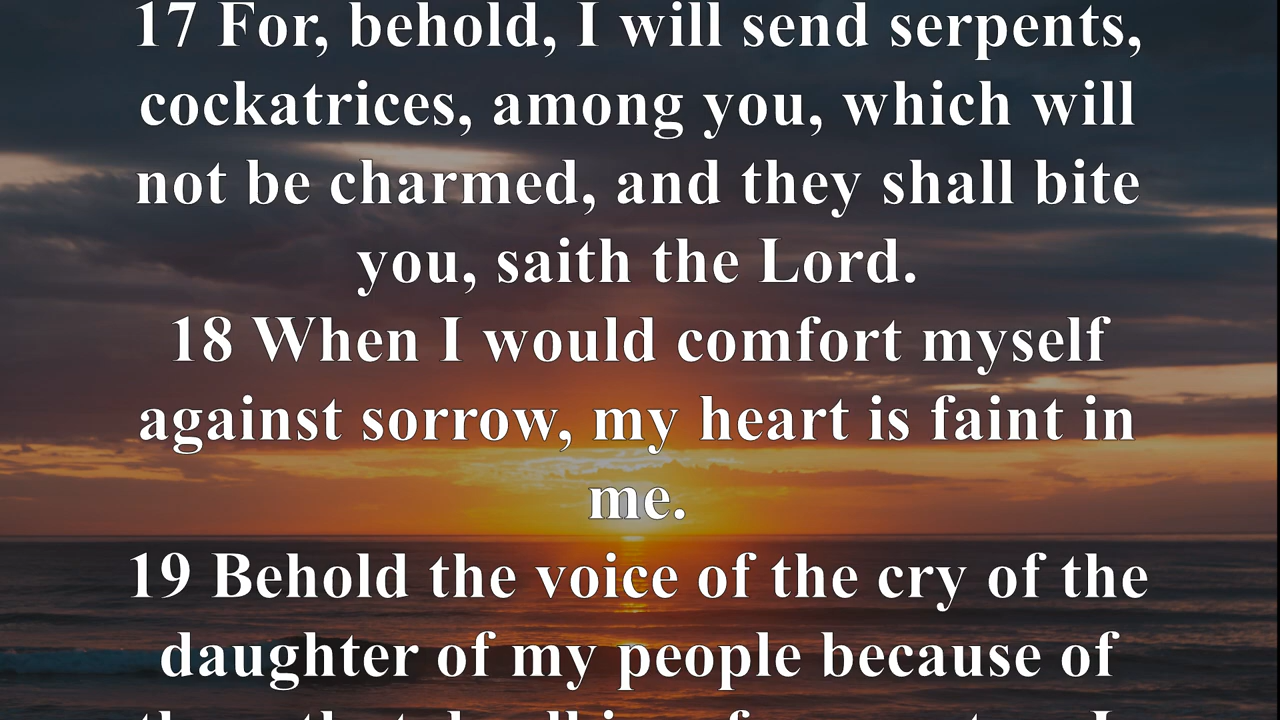 17 For, behold, I will send serpents,
cockatrices, among you, which will
not be charmed, and they shall bite
you, saith the Lord.
18 When I would comfort myself
against sorrow, my heart is faint in
me.
19 Behold the voice of the cry of the
daughter of my people because of